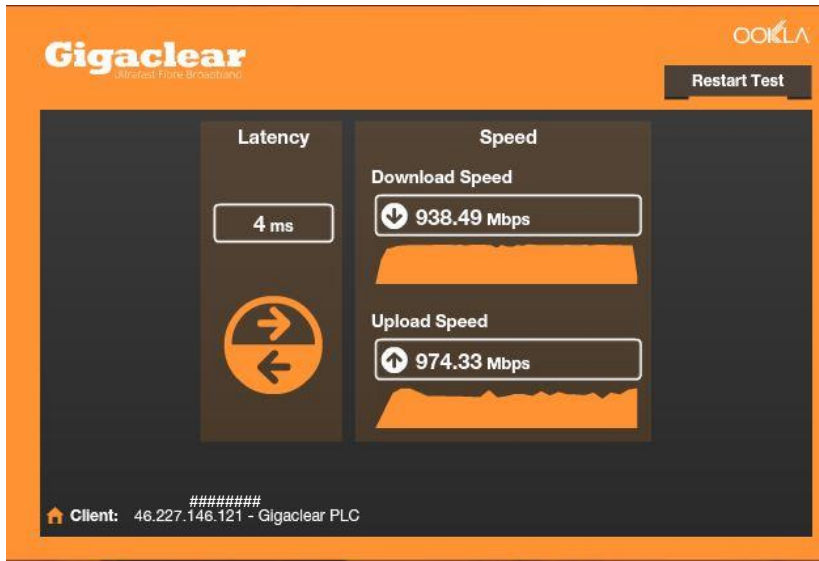 Gigaclear
Ultrafast Fibre Broadband
OOKLA
Restart Test
Latency
Speed
Download Speed
4 ms
938.49 Mbps
Upload Speed
974.33 Mbps
########
Client: 46.227.146.121 - Gigaclear PLC